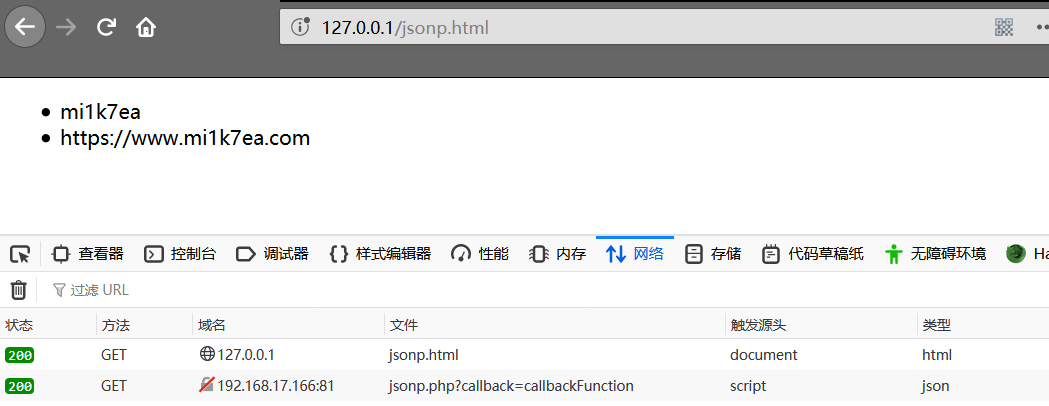 127.0.0.1/jsonp.html
mi1k7ea
https://www.mi1k7ea.com
查看器 控制台 调试器 样式编辑器 性能 内存 网络 存储 代码草稿纸 无障碍环境 Ha
过滤 URL
状态 方法 域名 文件 触发源头 类型
200 GET 127.0.0.1 jsonp.html document html
200 GET 192.168.17.166:81 jsonp.php?callback=callbackFunction script json